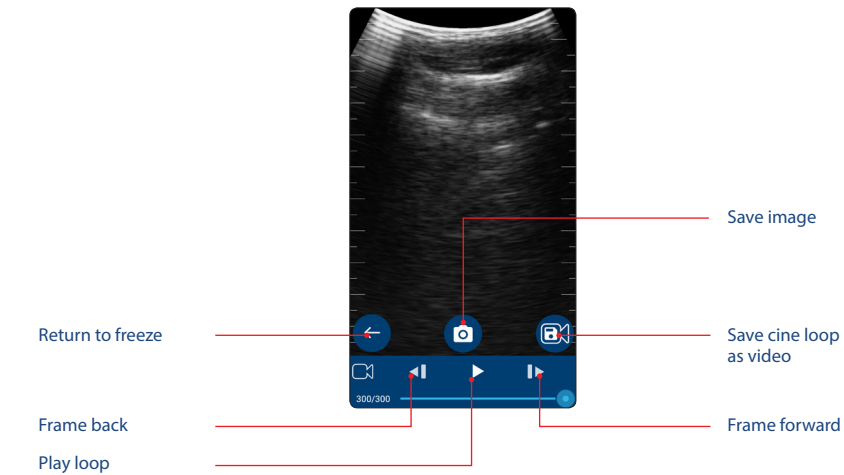 Save image
Return to freeze
Save cine loop
as video
300/300
Frame back
Frame forward
Play loop